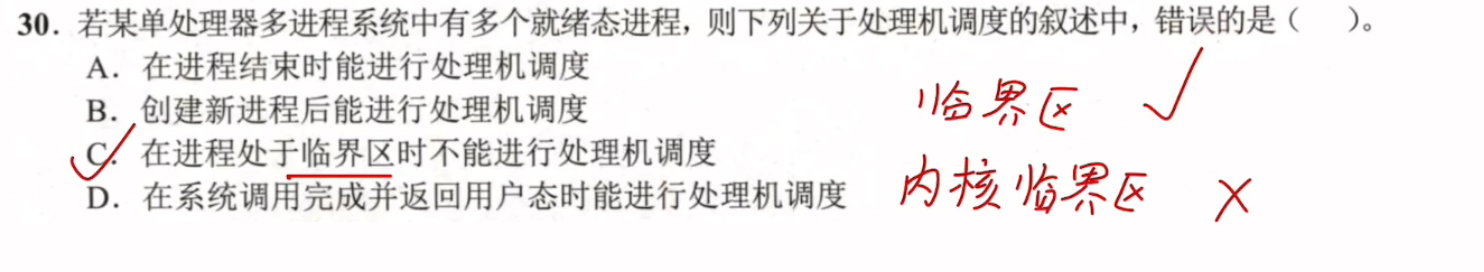 30. 若某单处理器多进程系统中有多个就绪态进程，则下列关于处理机调度的叙述中，错误的是（　　）。
A. 在进程结束时能进行处理机调度
B. 创建新进程后能进行处理机调度
C. 在进程处于临界区时不能进行处理机调度
D. 在系统调用完成并返回用户态时能进行处理机调度
临界区 ✓
内核临界区 ×